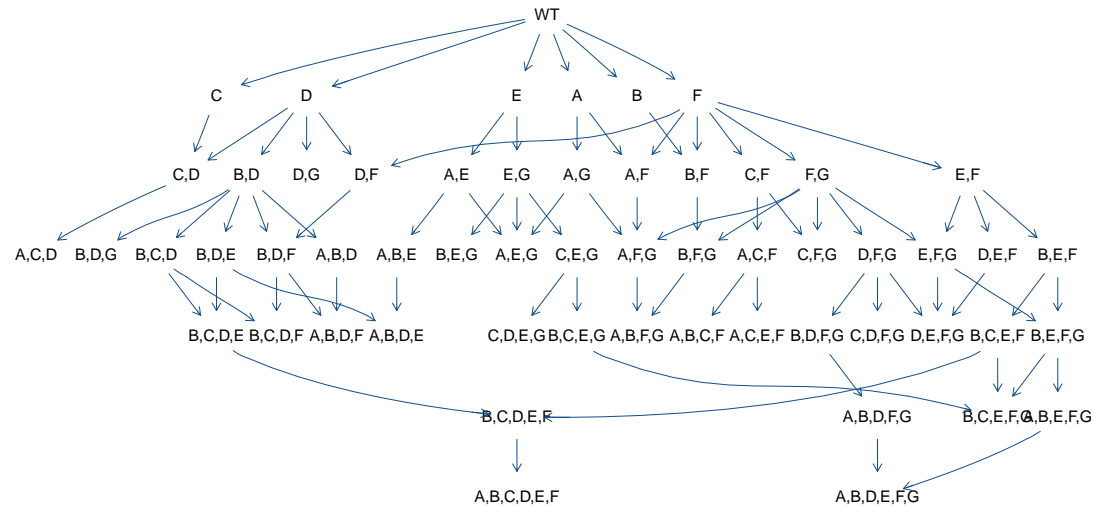 WT
C D E A B F
C,D B,D D,G D,F A,E E,G A,G A,F B,F C,F F,G E,F
A,C,D B,D,G B,C,D B,D,E B,D,F A,B,D A,B,E B,E,G A,E,G C,E,G A,F,G B,F,G A,C,F C,F,G D,F,G E,F,G D,E,F B,E,F
B,C,D,E B,C,D,F A,B,D,F A,B,D,E C,D,E,G B,C,E,G A,B,F,G A,B,C,F A,C,E,F B,D,F,G C,D,F,G D,E,F,G B,C,E,F B,E,F,G
B,C,D,E,F A,B,D,F,G B,C,E,F,G A,B,E,F,G
A,B,C,D,E,F A,B,D,E,F,G